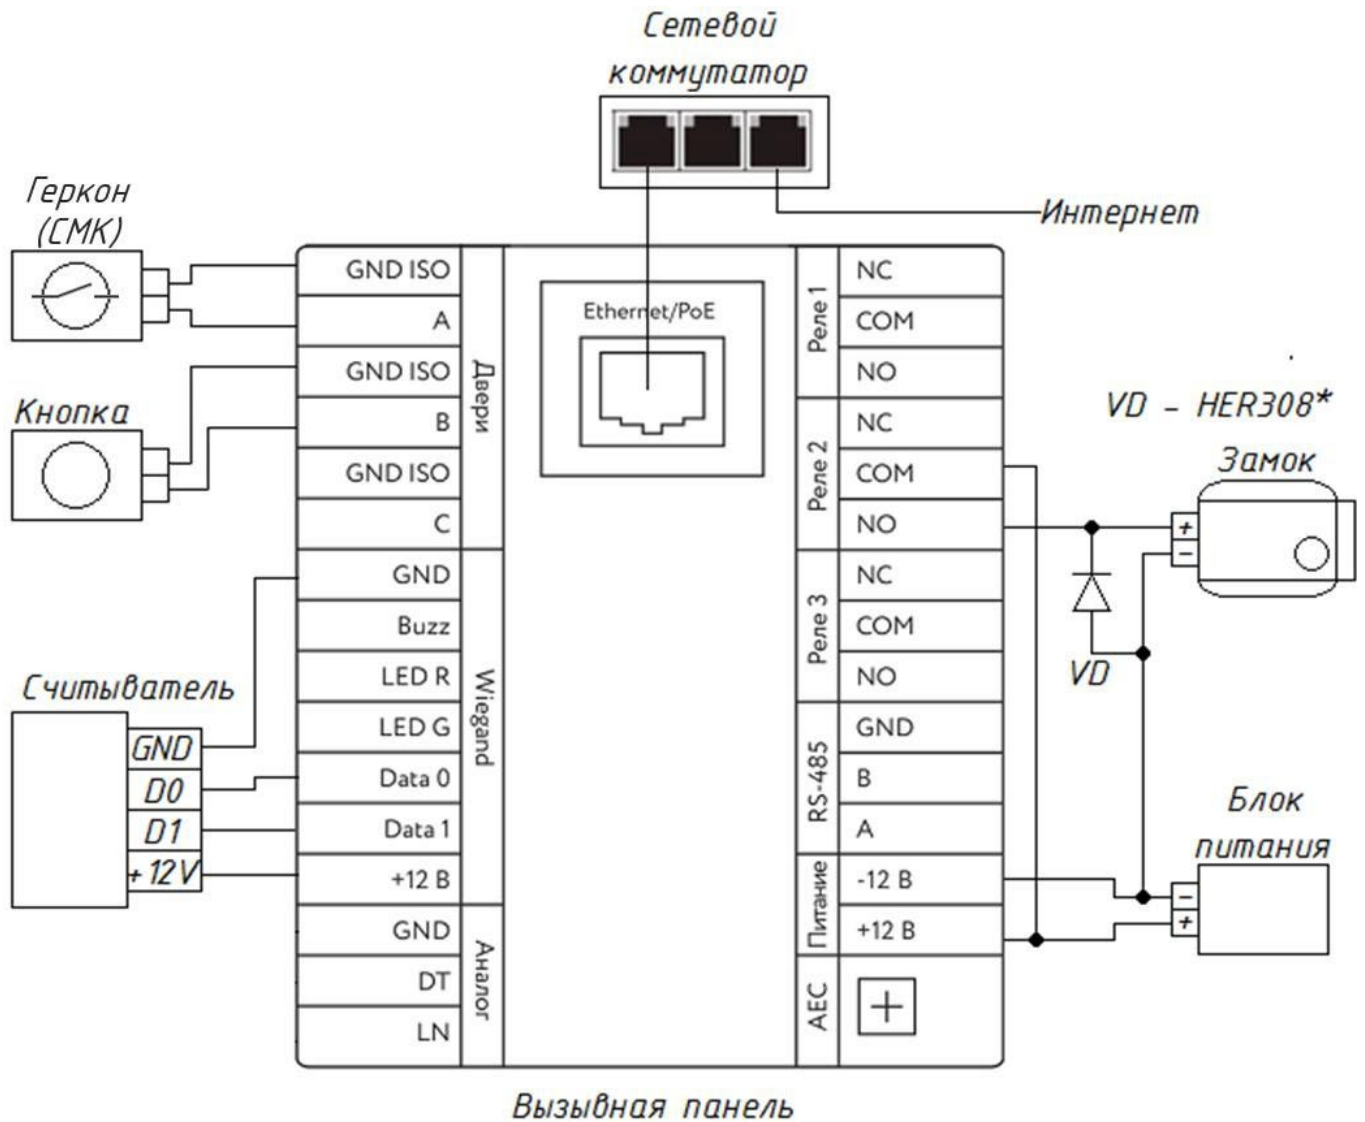 Сетевой
коммутатор
Интернет
Геркон
(СМК)
Кнопка
Считыватель
GND
D0
D1
+12V
GND ISO
A
GND ISO
B
GND ISO
C
Двери
GND
Buzz
LED R
LED G
Data 0
Data 1
+12 В
Wiegand
GND
DT
LN
Аналог
Ethernet/PoE
Реле 1
NC
COM
NO
Реле 2
NC
COM
NO
Реле 3
NC
COM
NO
RS-485
GND
B
A
Питание
-12 В
+12 В
АЕС
+
VD - HER308*
Замок
+
-
VD
Блок
питания
-
+
Вызывная панель